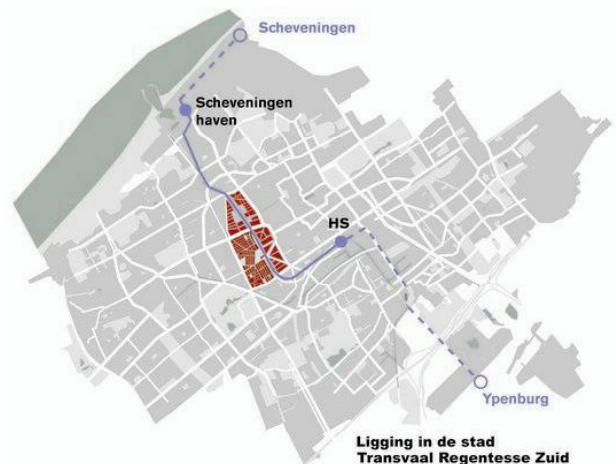 Scheveningen
Scheveningen
haven
HS
Ypenburg
Ligging in de stad
Transvaal Regentesse Zuid